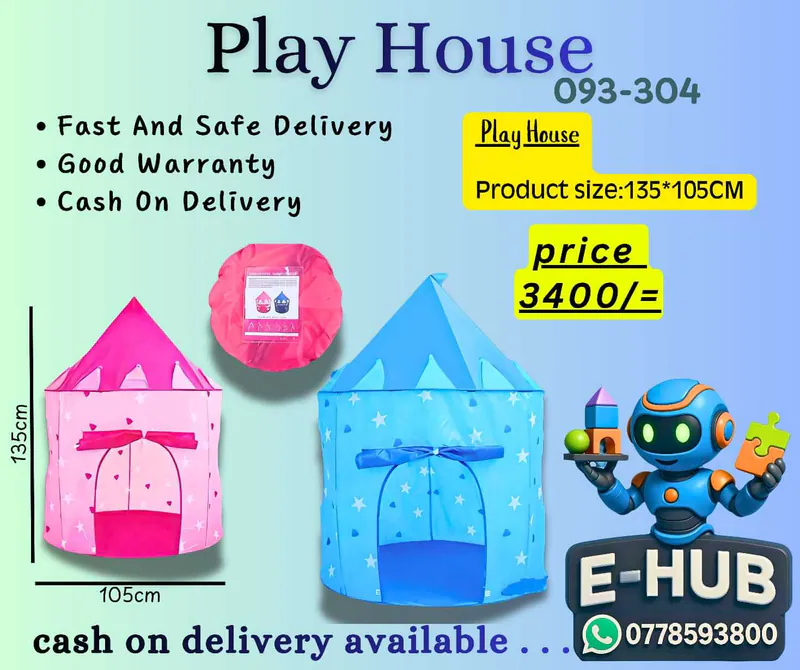 Play House
093-304
• Fast And Safe Delivery
• Good Warranty
• Cash On Delivery
Play House
Product size:135*105CM
price
3400/=
135cm
105cm
E-HUB
0778593800
cash on delivery available . . .